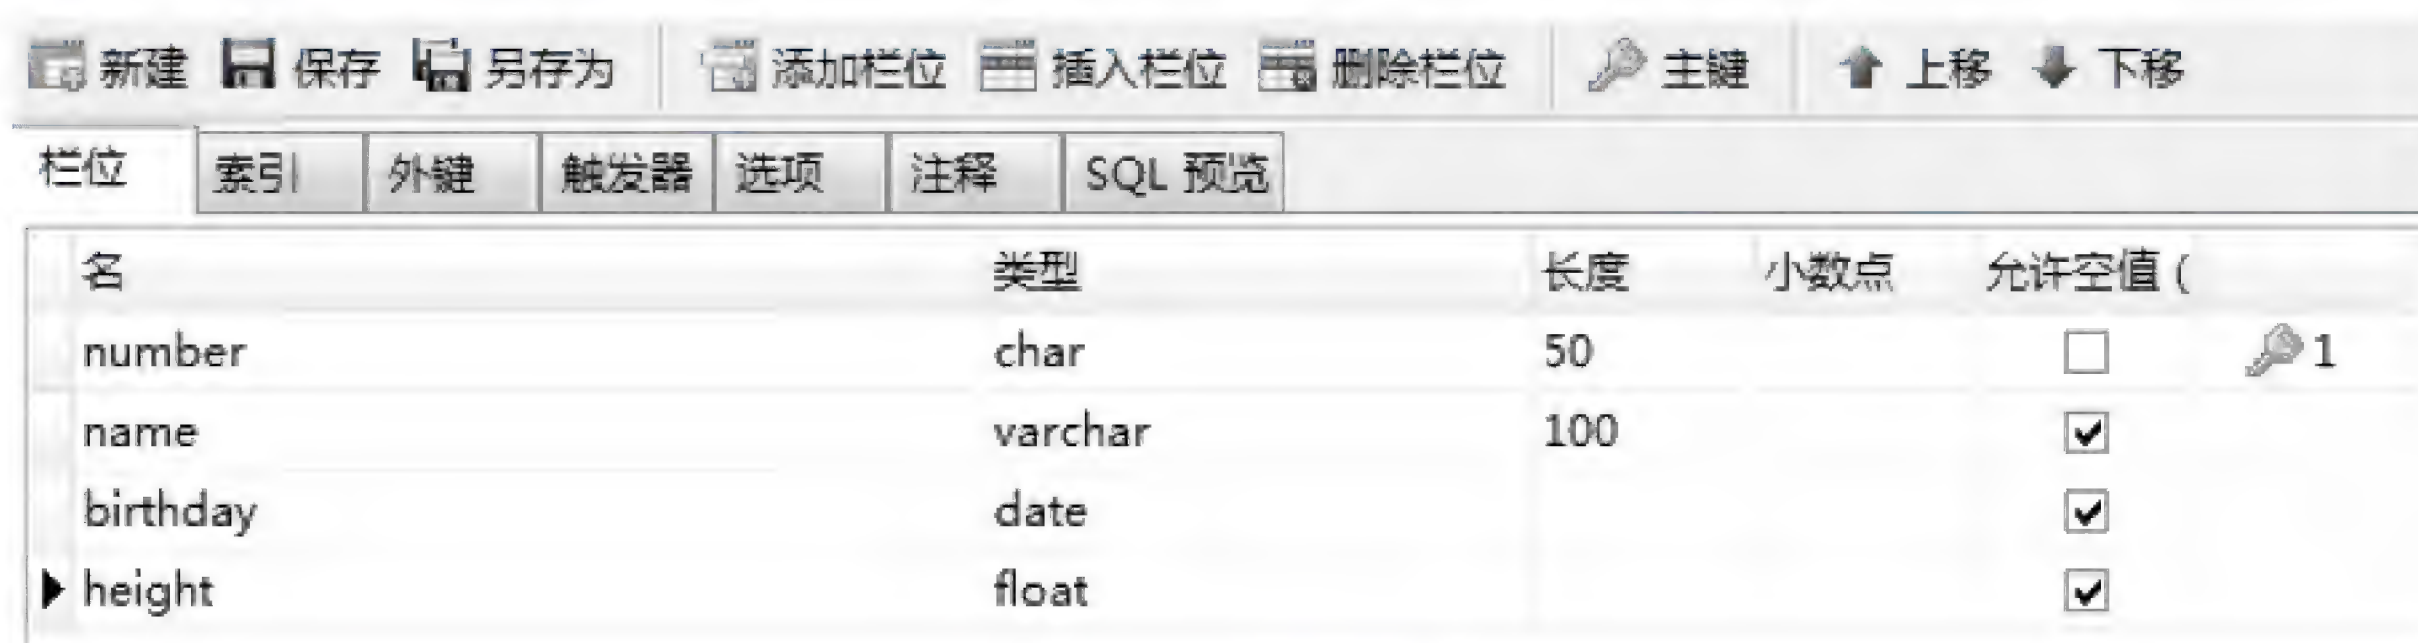 新建 保存 另存为 添加栏位 插入栏位 删除栏位 主键 上移 下移
栏位 索引 外键 触发器 选项 注释 SQL 预览
名 类型 长度 小数点 允许空值 (
number char 50 1
name varchar 100
birthday date
height float